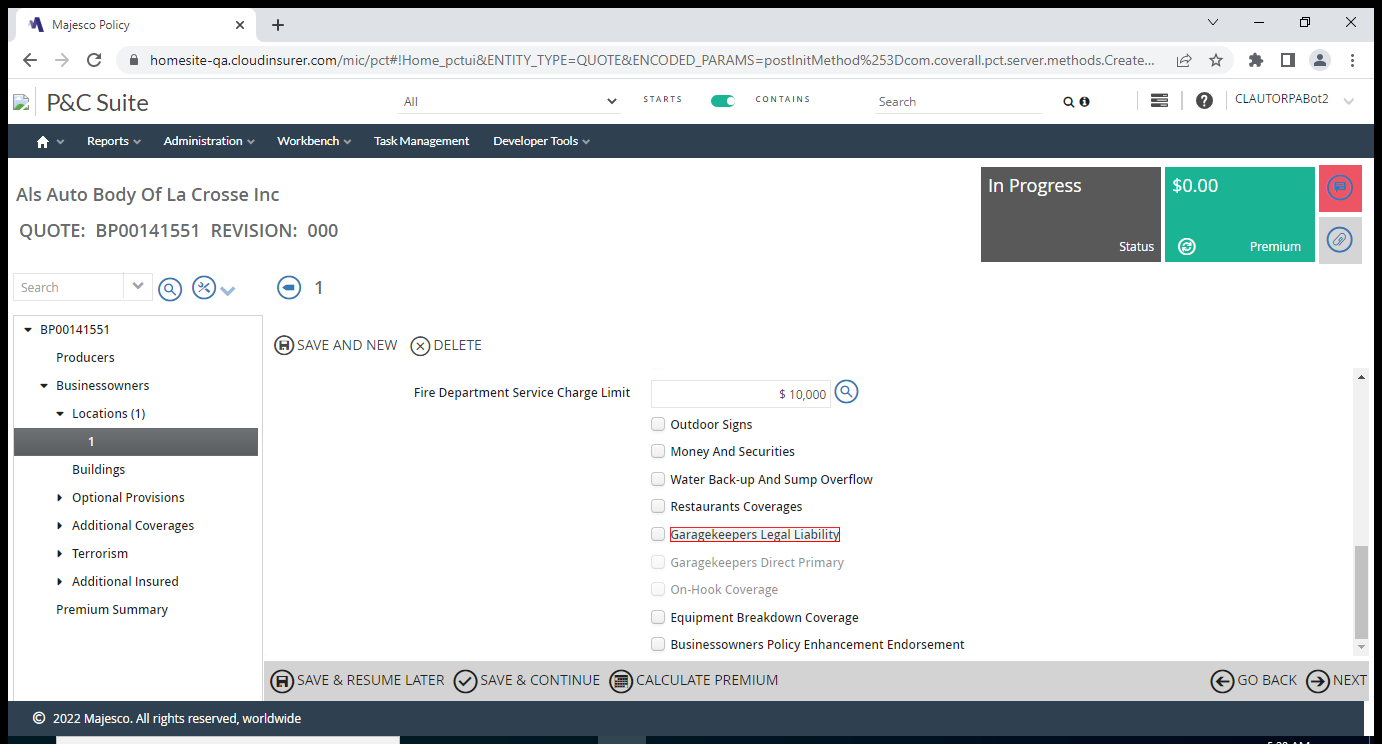 Majesco Policy
homesite-qa.cloudinsurer.com/mic/pct#!Home_pctui&ENTITY_TYPE=QUOTE&ENCODED_PARAMS=postInitMethod%253Dcom.coverall.pct.server.methods.Create...
P&C Suite
All
STARTS
CONTAINS
Search
CLAUTORPABot2
Reports
Administration
Workbench
Task Management
Developer Tools
Als Auto Body Of La Crosse Inc
QUOTE: BP00141551 REVISION: 000
In Progress
Status
$0.00
Premium
Search
1
BP00141551
Producers
Businessowners
Locations (1)
1
Buildings
Optional Provisions
Additional Coverages
Terrorism
Additional Insured
Premium Summary
SAVE AND NEW
DELETE
Fire Department Service Charge Limit
$ 10,000
Outdoor Signs
Money And Securities
Water Back-up And Sump Overflow
Restaurants Coverages
Garagekeepers Legal Liability
Garagekeepers Direct Primary
On-Hook Coverage
Equipment Breakdown Coverage
Businessowners Policy Enhancement Endorsement
SAVE & RESUME LATER
SAVE & CONTINUE
CALCULATE PREMIUM
GO BACK
NEXT
© 2022 Majesco. All rights reserved, worldwide